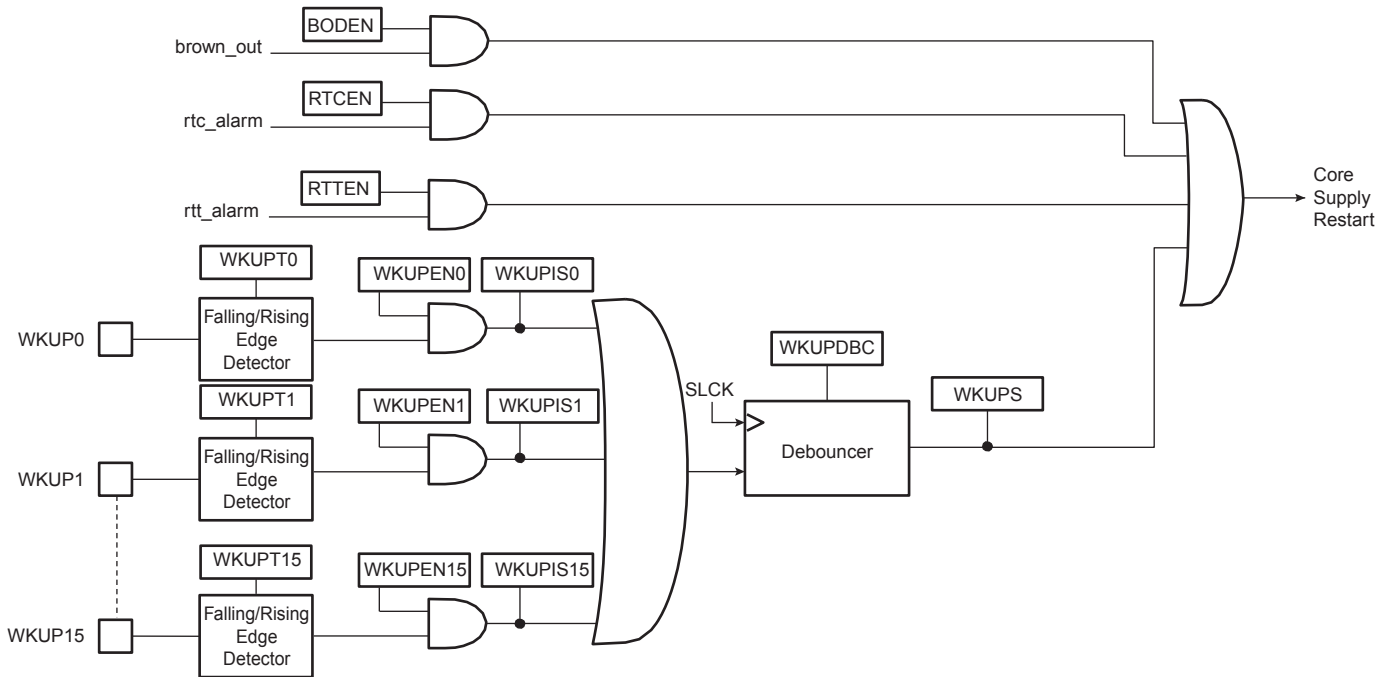 BODEN
brown_out
RTCEN
rtc_alarm
RTTEN
rtt_alarm
Core
Supply
Restart
WKUPT0
WKUPEN0
WKUPIS0
WKUP0
Falling/Rising
Edge
Detector
WKUPT1
WKUPEN1
WKUPIS1
WKUP1
Falling/Rising
Edge
Detector
SLCK
WKUPDBC
Debouncer
WKUPS
WKUPT15
WKUPEN15
WKUPIS15
WKUP15
Falling/Rising
Edge
Detector